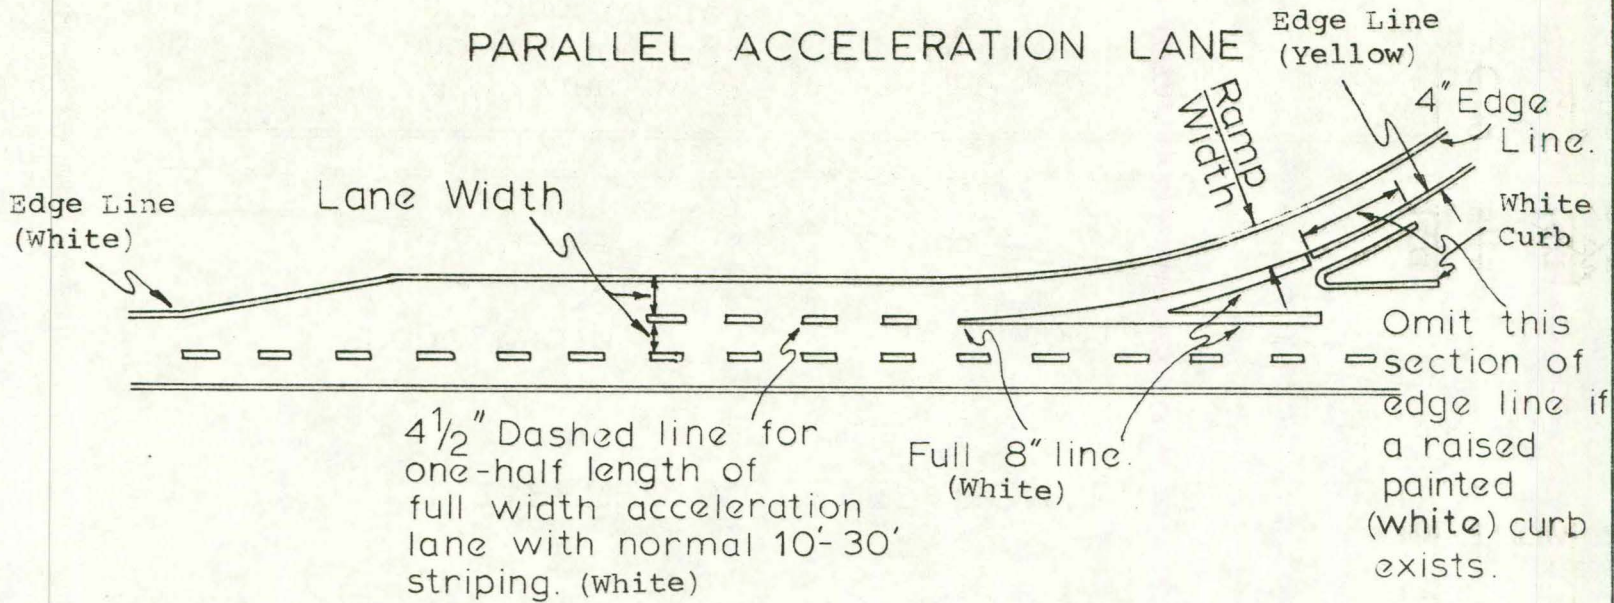 PARALLEL ACCELERATION LANE
Edge Line
(Yellow)
Ramp
Width
4" Edge
Line.
Edge Line
(White)
Lane Width
White
Curb
4 1/2" Dashed line for
one-half length of
full width acceleration
lane with normal 10'-30'
striping. (White)
Full 8" line.
(White)
Omit this
section of
edge line if
a raised
painted
(white) curb
exists.